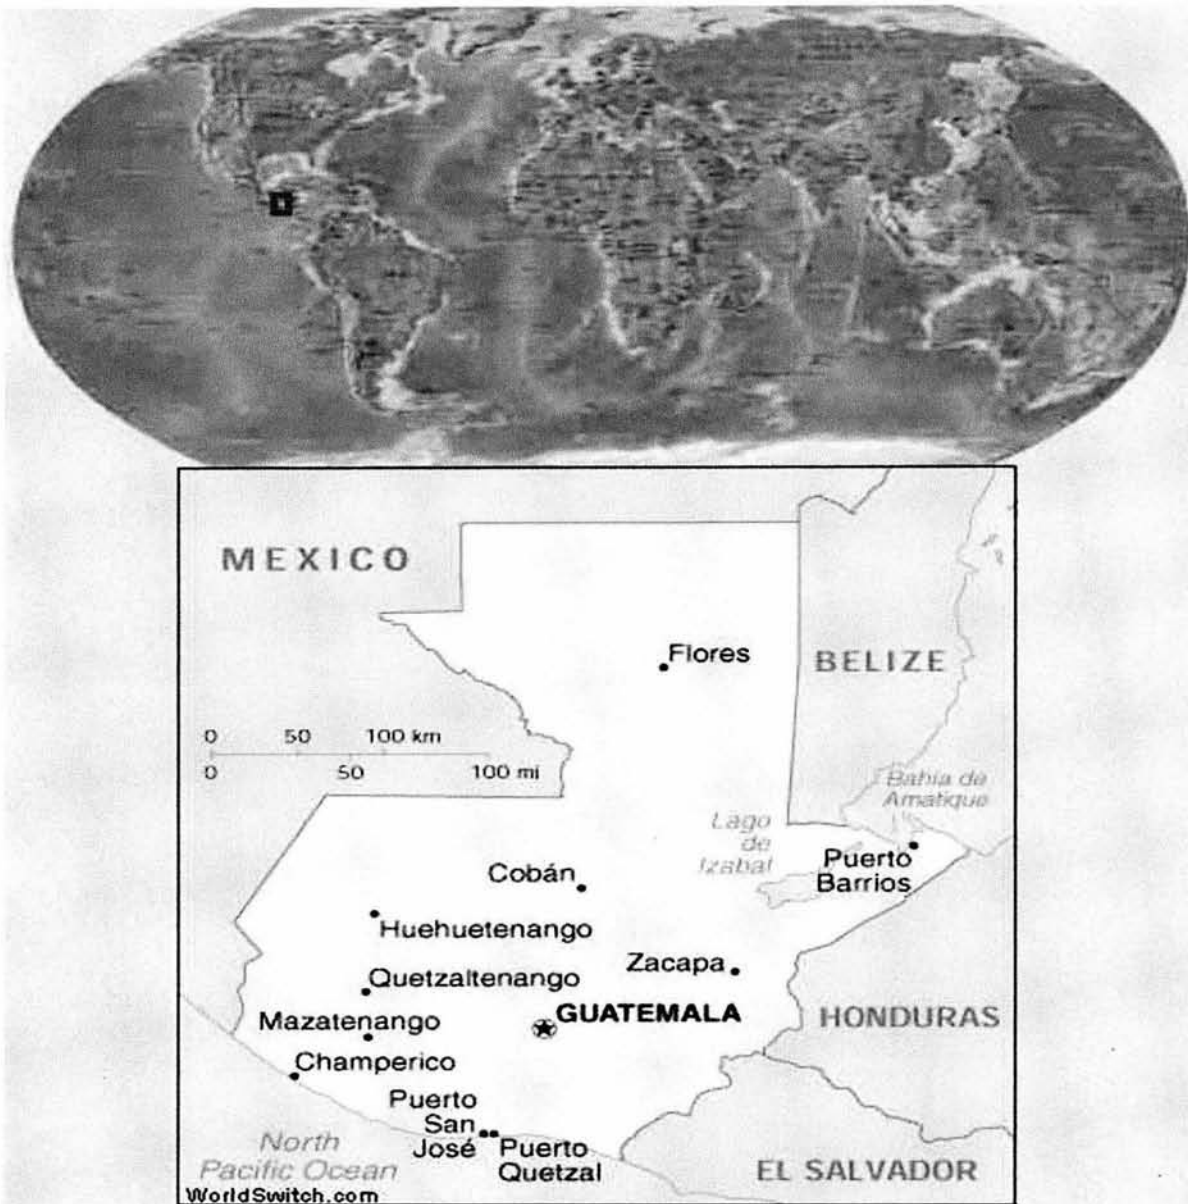 MEXICO
Flores
BELIZE
0 50 100 km
0 50 100 mi
Bahía de
Amatique
Lago
de
Izabal
Puerto
Barrios
Cobán
Huehuetenango
Zacapa
Quetzaltenango
GUATEMALA
HONDURAS
Mazatenango
Champerico
Puerto
San
José
Puerto
Quetzal
North
Pacific Ocean
EL SALVADOR
WorldSwitch.com